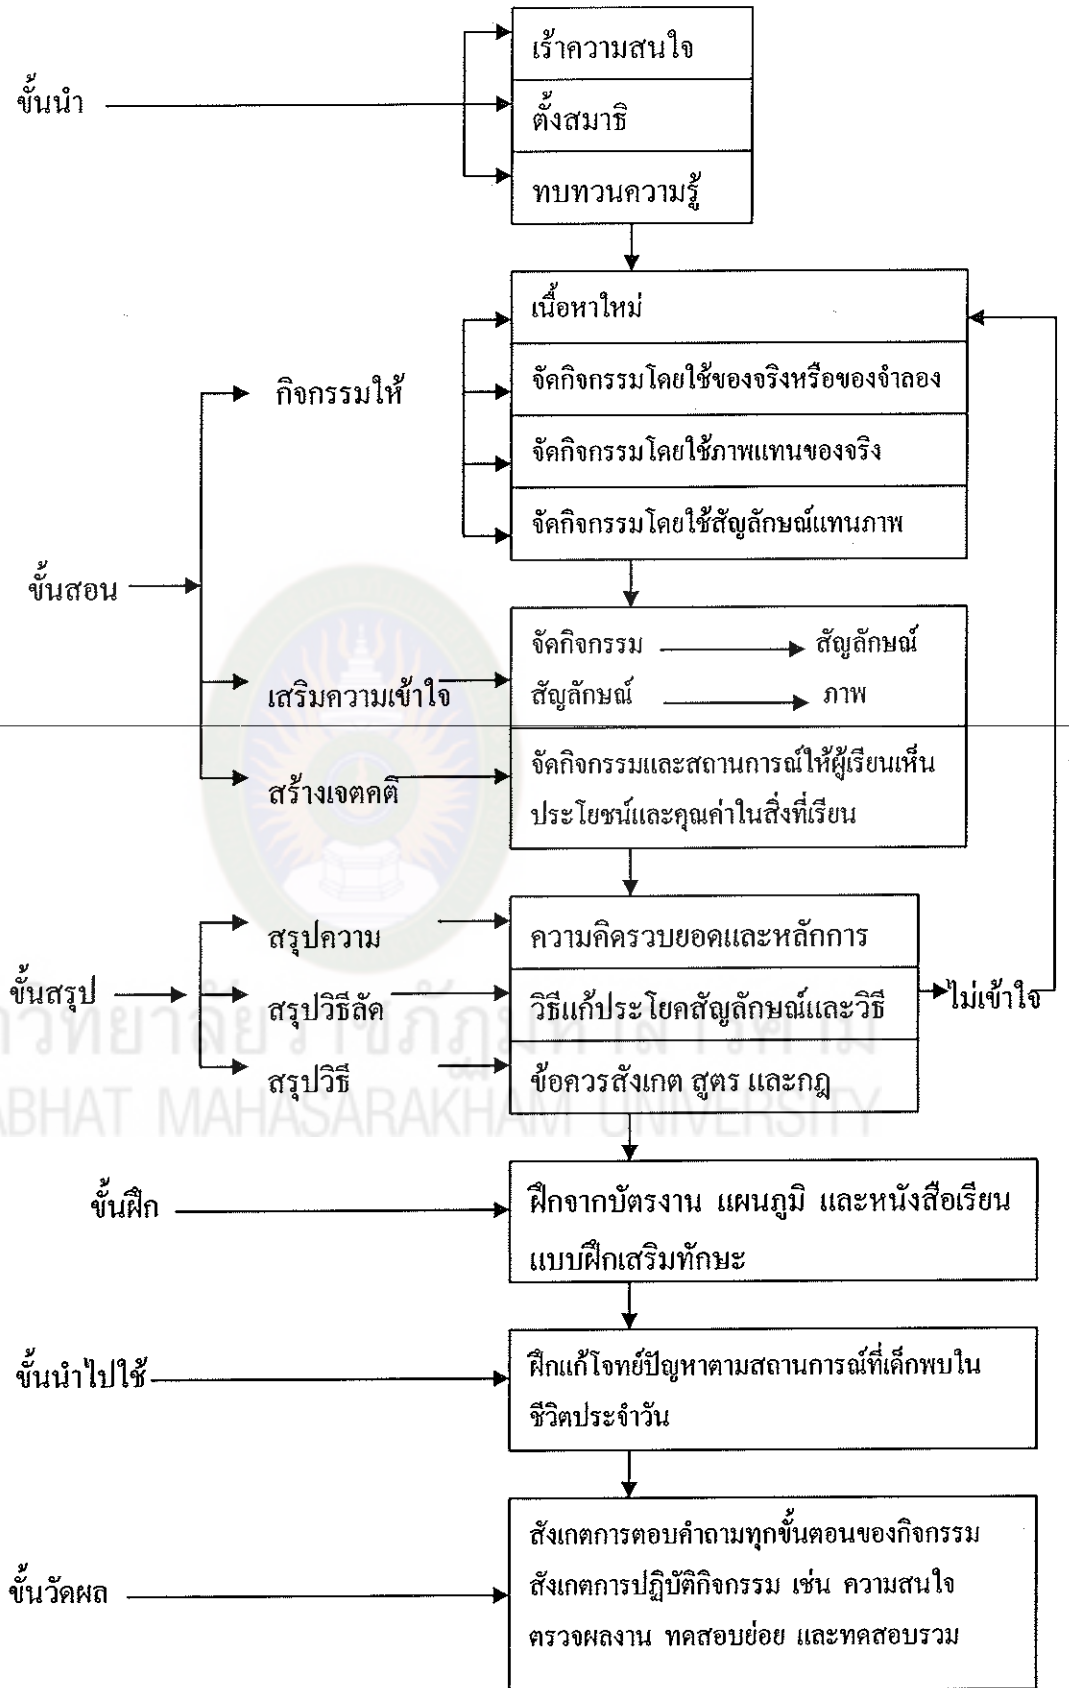 เร้าความสนใจ
ขั้นนำ
ตั้งสมาธิ
ทบทวนความรู้
เนื้อหาใหม่
กิจกรรมให้
จัดกิจกรรมโดยใช้ของจริงหรือของจำลอง
จัดกิจกรรมโดยใช้ภาพแทนของจริง
จัดกิจกรรมโดยใช้สัญลักษณ์แทนภาพ
ขั้นสอน
จัดกิจกรรม สัญลักษณ์
เสริมความเข้าใจ
สัญลักษณ์ ภาพ
สร้างเจตคติ
จัดกิจกรรมและสถานการณ์ให้ผู้เรียนเห็น
ประโยชน์และคุณค่าในสิ่งที่เรียน
สรุปความ
ความคิดรวบยอดและหลักการ
ขั้นสรุป
สรุปวิธีลัด
วิธีแก้ประโยคสัญลักษณ์และวิธี
ไม่เข้าใจ
สรุปวิธี
ข้อควรสังเกต สูตร และกฎ
ABHAT MAHASARAKHAM UNIVERSITY
ขั้นฝึก
ฝึกจากบัตรงาน แผนภูมิ และหนังสือเรียน
แบบฝึกเสริมทักษะ
ขั้นนำไปใช้
ฝึกแก้โจทย์ปัญหาตามสถานการณ์ที่เด็กพบใน
ชีวิตประจำวัน
ขั้นวัดผล
สังเกตการตอบคำถามทุกขั้นตอนของกิจกรรม
สังเกตการปฏิบัติกิจกรรม เช่น ความสนใจ
ตรวจผลงาน ทดสอบย่อย และทดสอบรวม